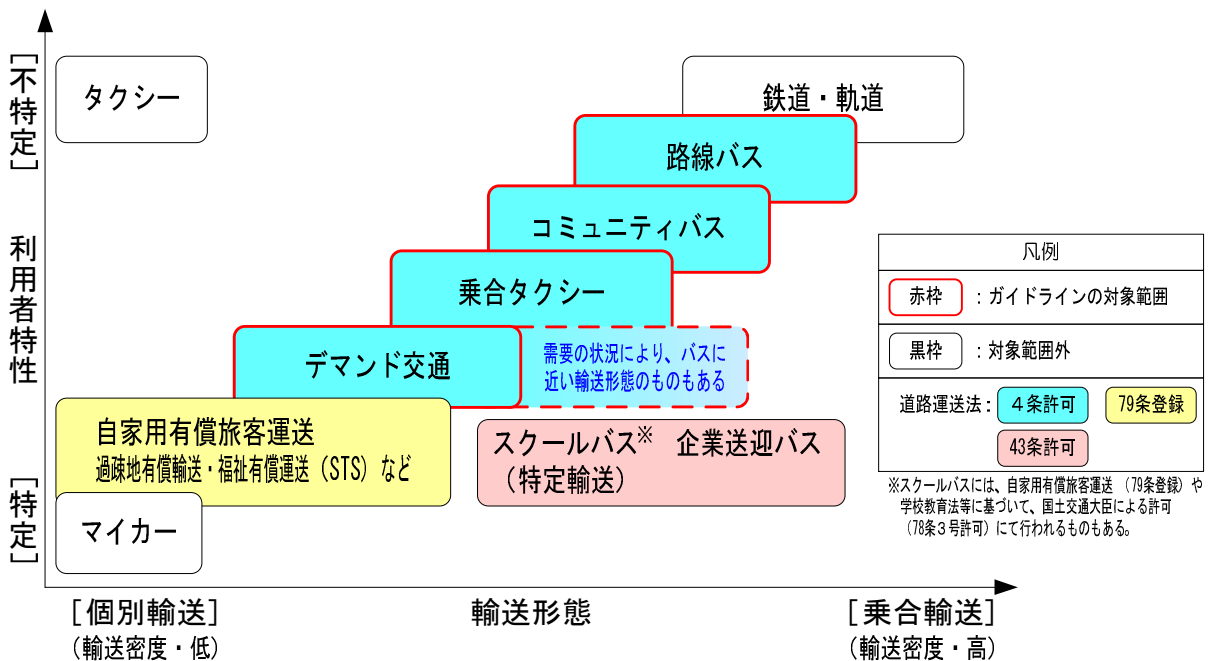 [不特定]
利用者特性
[特定]
タクシー
鉄道・軌道
路線バス
コミュニティバス
乗合タクシー
デマンド交通
需要の状況により、バスに
近い輸送形態のものもある
自家用有償旅客運送
過疎地有償輸送・福祉有償運送(STS)など
スクールバス※ 企業送迎バス
(特定輸送)
マイカー
凡例
赤枠 :ガイドラインの対象範囲
黒枠 :対象範囲外
道路運送法: 4条許可 79条登録
43条許可
※スクールバスには、自家用有償旅客運送 (79条登録)や
学校教育法等に基づいて、国土交通大臣による許可
(78条3号許可)にて行われるものもある。
[個別輸送] 輸送形態 [乗合輸送]
(輸送密度・低) (輸送密度・高)